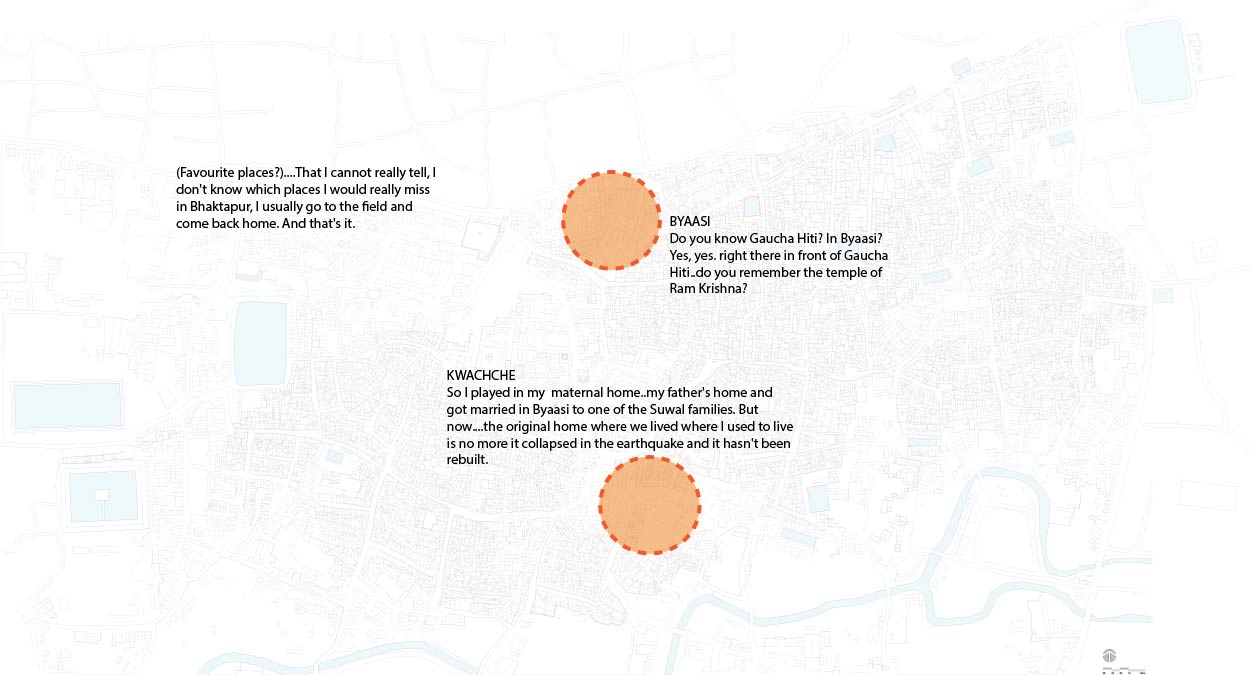 (Favourite places?)....That I cannot really tell, I
don't know which places I would really miss
in Bhaktapur, I usually go to the field and
come back home. And that's it.
BYAASI
Do you know Gaucha Hiti? In Byaasi?
Yes, yes. right there in front of Gaucha
Hiti..do you remember the temple of
Ram Krishna?
KWACHCHE
So I played in my  maternal home..my father's home and
got married in Byaasi to one of the Suwal families. But
now....the original home where we lived where I used to live
is no more it collapsed in the earthquake and it hasn't been
rebuilt.